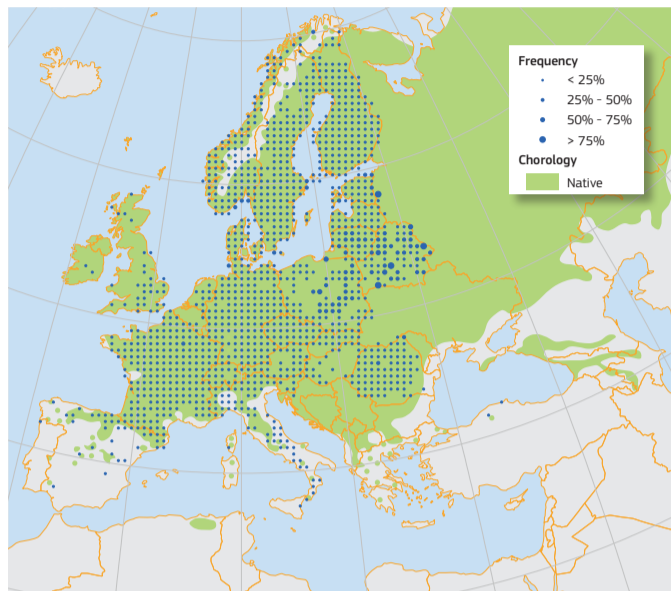 Frequency
< 25%
25% - 50%
50% - 75%
> 75%
Chorology
Native